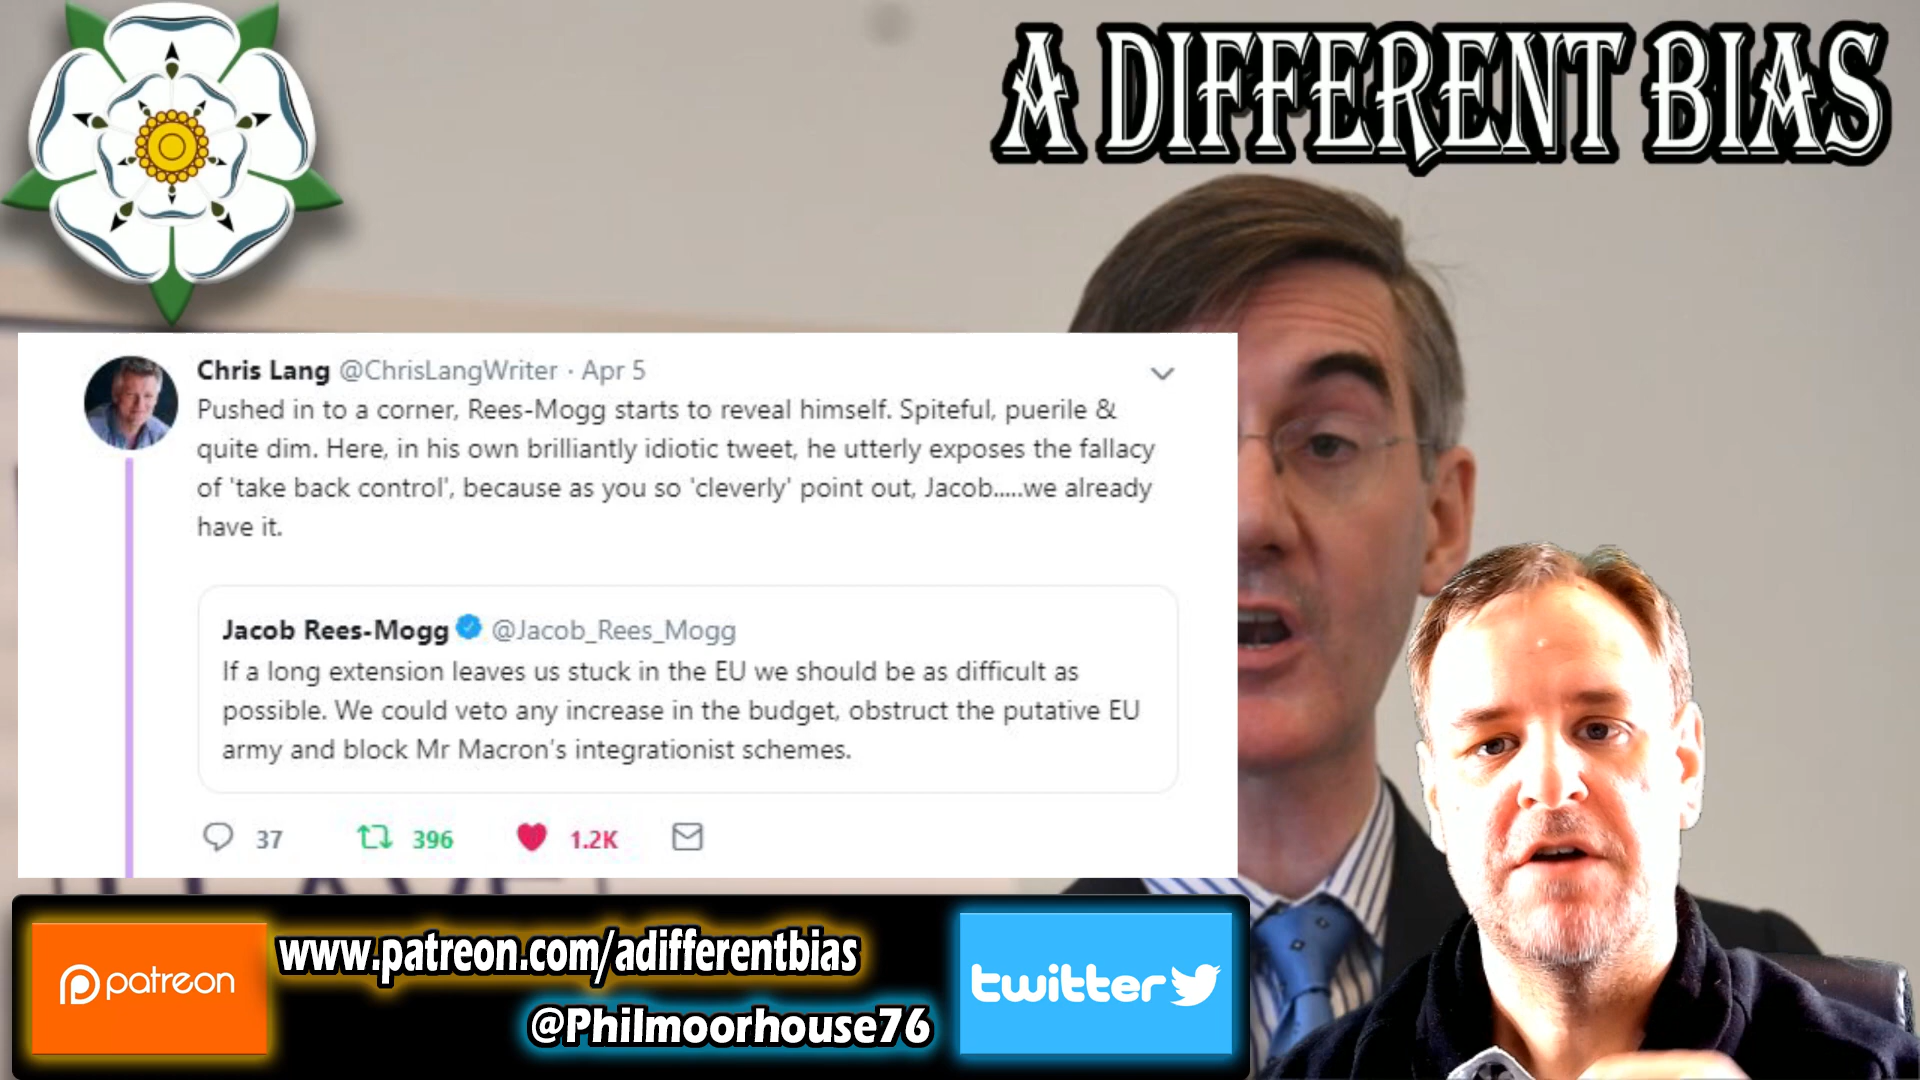 A DIFFERENT BIAS
Chris Lang @ChrisLangWriter · Apr 5
Pushed in to a corner, Rees-Mogg starts to reveal himself. Spiteful, puerile &
quite dim. Here, in his own brilliantly idiotic tweet, he utterly exposes the fallacy
of 'take back control', because as you so 'cleverly' point out, Jacob.....we already
have it.
Jacob Rees-Mogg @Jacob_Rees_Mogg
If a long extension leaves us stuck in the EU we should be as difficult as
possible. We could veto any increase in the budget, obstruct the putative EU
army and block Mr Macron's integrationist schemes.
37 396 1.2K
patreon
www.patreon.com/adifferentbias
@Philmoorhouse76
twitter